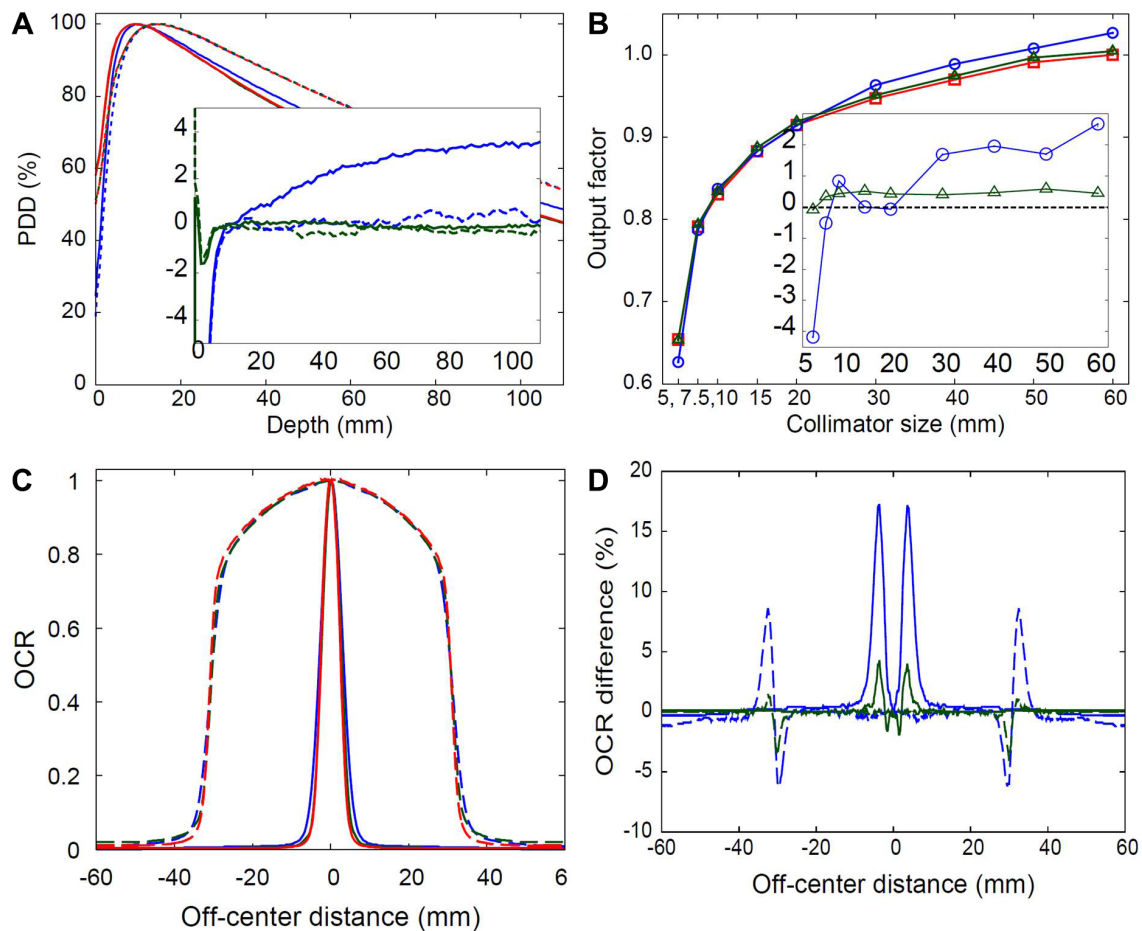 A
PDD (%)
100
80
60
40
20
0
0 20 40 60 80 100
Depth (mm)
4
2
0
-2
-4
0
0 20 40 60 80 100
B
Output factor
1.0
0.9
0.8
0.7
0.6
5, 7.5,10 15 20 30 40 50 60
Collimator size (mm)
2
1
0
-1
-2
-3
-4
5 10 20 30 40 50 60
C
OCR
1
0.8
0.6
0.4
0.2
0
-60 -40 -20 0 20 40 6
Off-center distance (mm)
D
OCR difference (%)
20
15
10
5
0
-5
-10
-60 -40 -20 0 20 40 60
Off-center distance (mm)